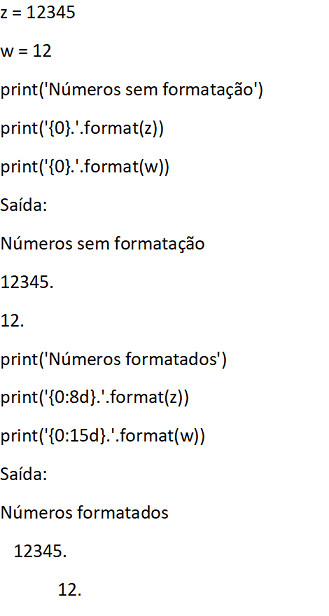 z = 12345
w = 12
print('Números sem formatação')
print('{0}.'.format(z))
print('{0}.'.format(w))
Saída:
Números sem formatação
12345.
12.
print('Números formatados')
print('{0:8d}.'.format(z))
print('{0:15d}.'.format(w))
Saída:
Números formatados
   12345.
             12.